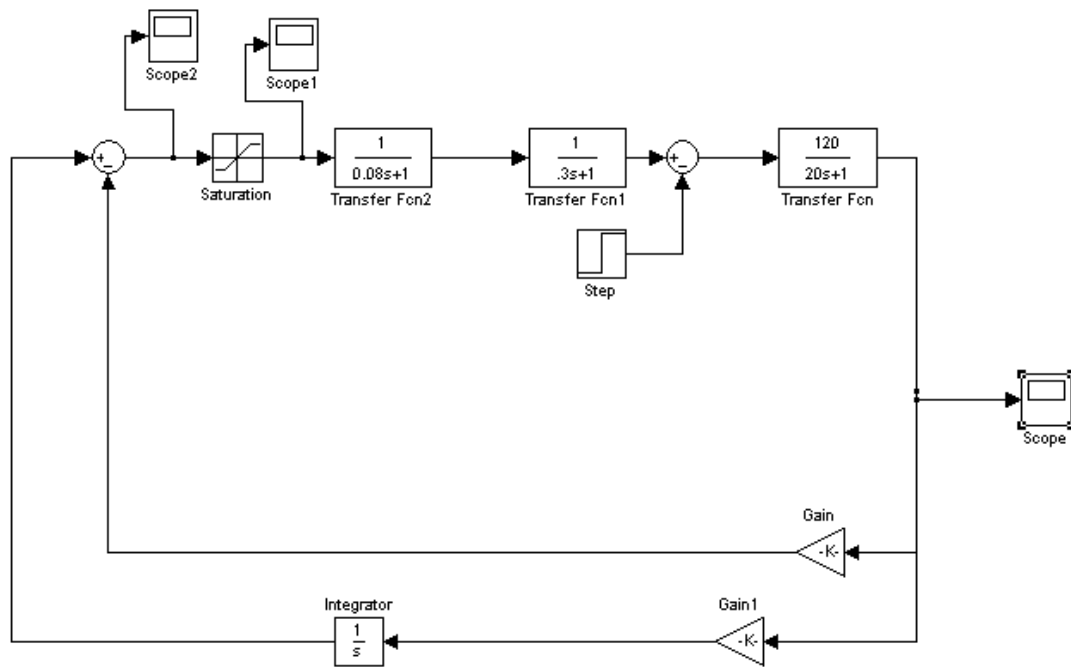 Scope2
Scope1
+
-
Saturation
1
0.08s+1
Transfer Fcn2
1
.3s+1
Transfer Fcn1
+
-
120
20s+1
Transfer Fcn
Step
Scope
Gain
-K-
Gain1
-K-
Integrator
1
s